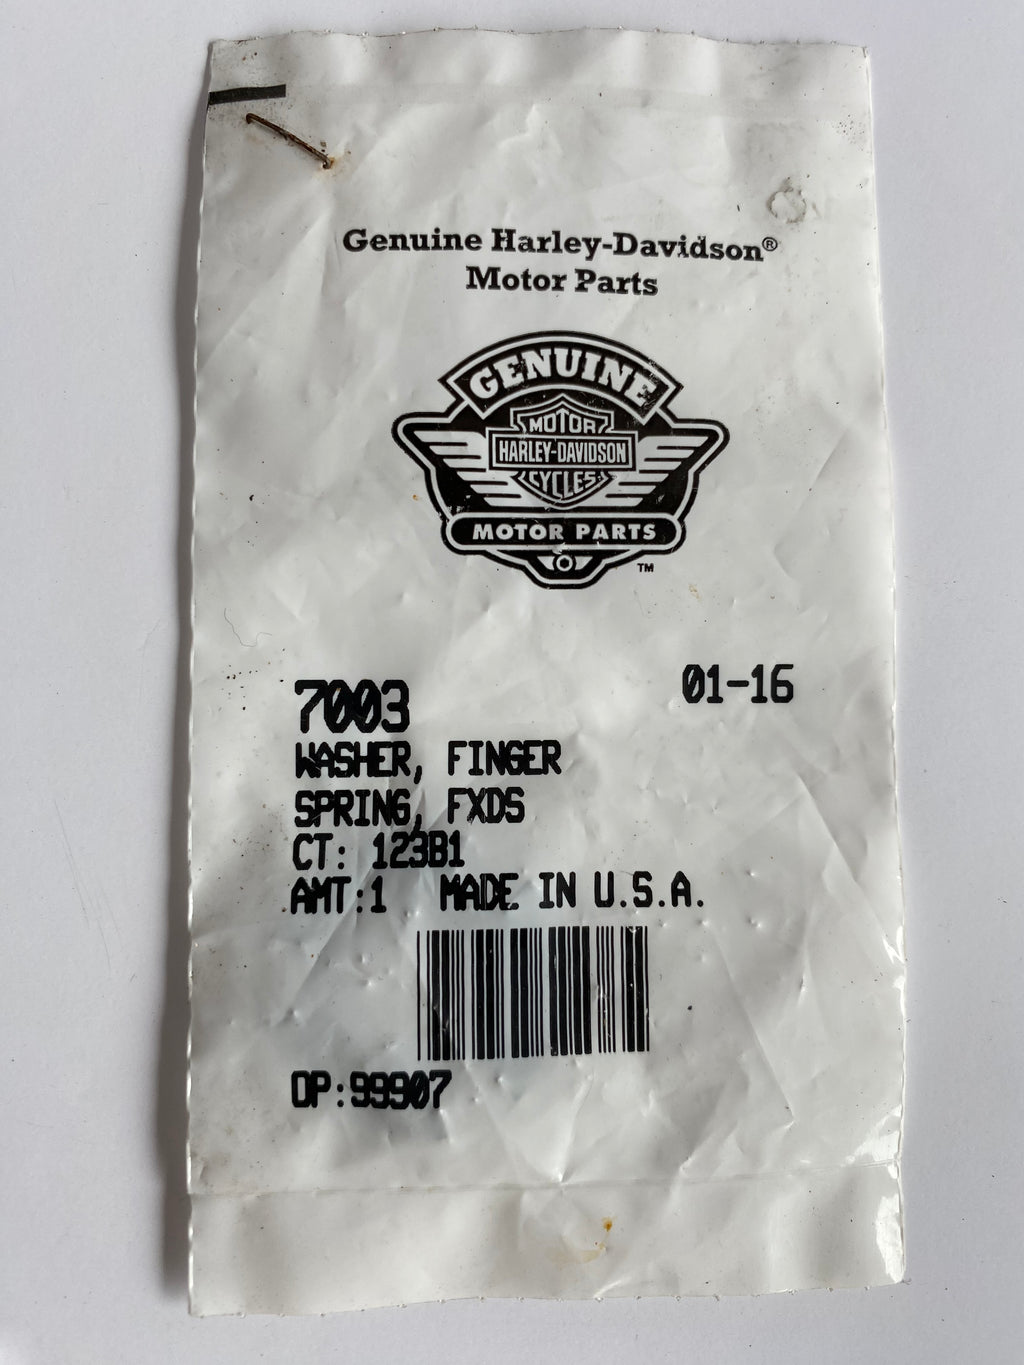 Genuine Harley-Davidson®
Motor Parts
GENUINE
MOTOR
HARLEY-DAVIDSON
CYCLES
MOTOR PARTS
TM
7003
01-16
WASHER, FINGER
SPRING, FXDS
CT: 123B1
AMT:1 MADE IN U.S.A.
OP:99907